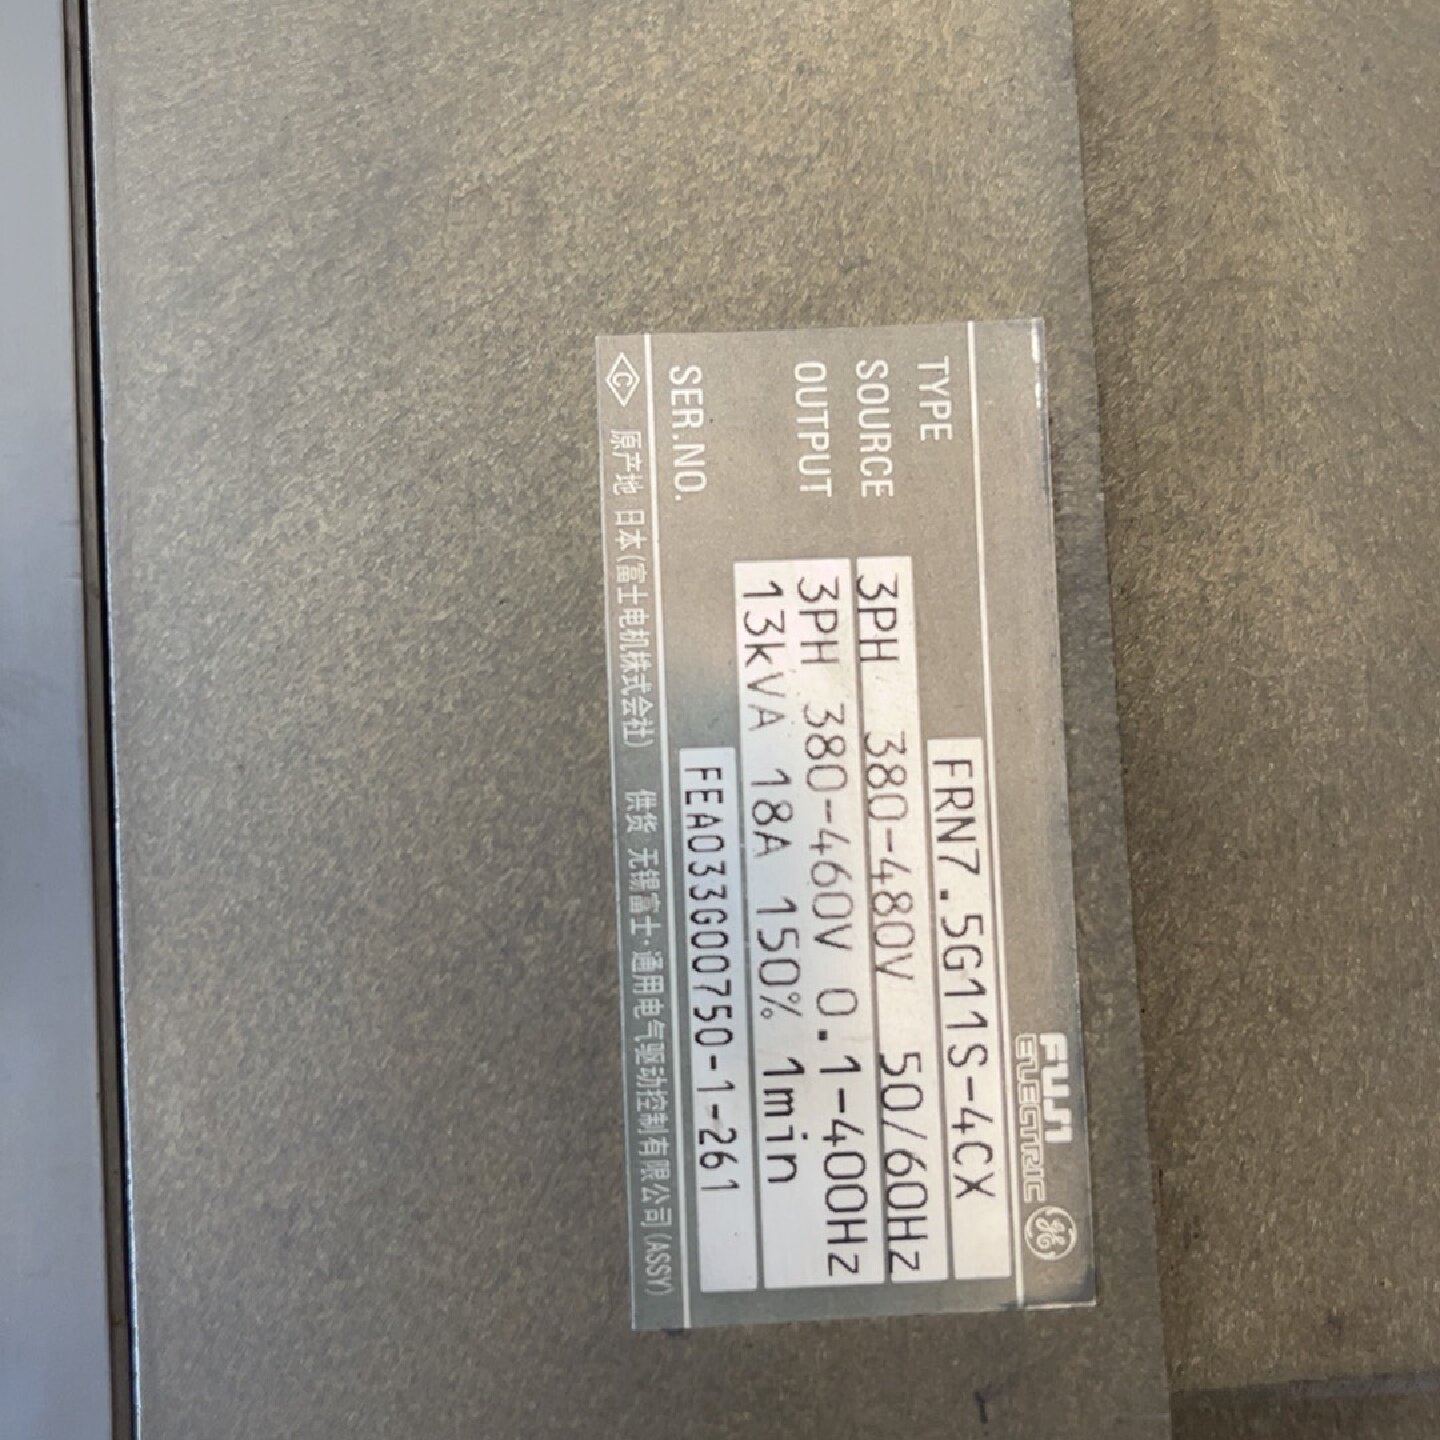 FUJI
ELECTRIC
TYPE FRN7.5G11S-4CX
SOURCE 3PH 380-480V 50/60Hz
OUTPUT 3PH 380-460V 0.1-400Hz
13kVA 18A 150% 1min
SER.NO. FEA033G00750-1-261
C 原产地 日本(富士电机株式会社) 供货 无锡富士·通用电气驱动控制有限公司(ASSY)